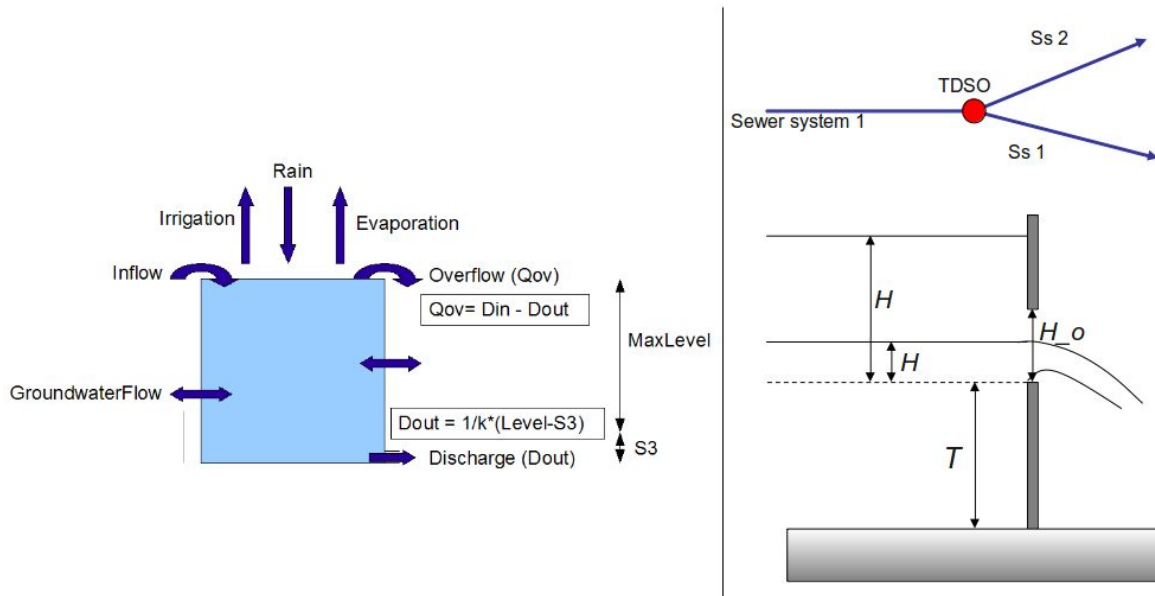 Rain
Irrigation
Evaporation
Inflow
Overflow (Qov)
Qov= Din - Dout
MaxLevel
GroundwaterFlow
Dout = 1/k*(Level-S3)
S3
Discharge (Dout)
Ss 2
TDSO
Sewer system 1
Ss 1
H
H_o
H
T